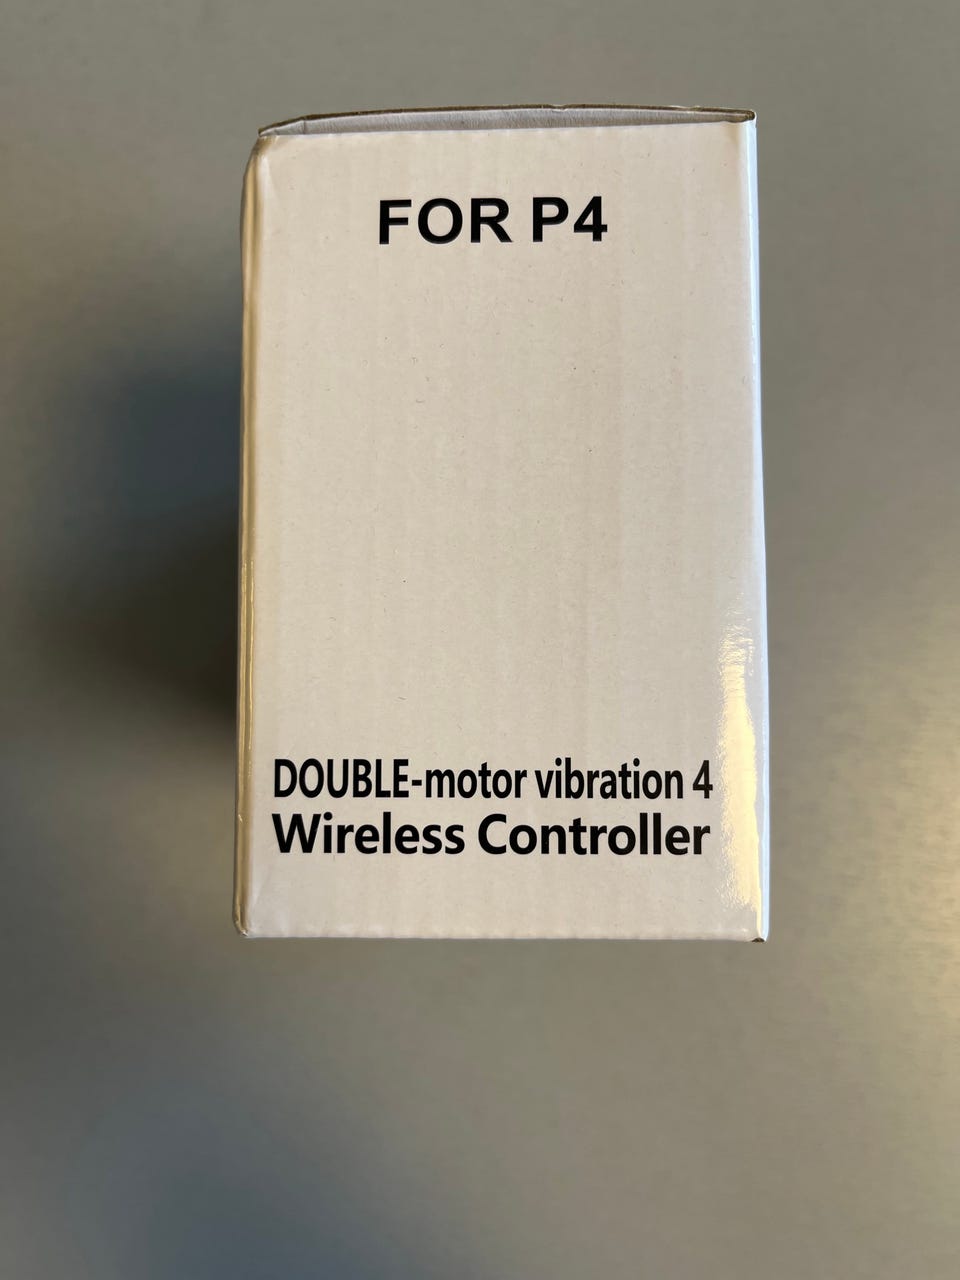 FOR P4
DOUBLE-motor vibration 4
Wireless Controller